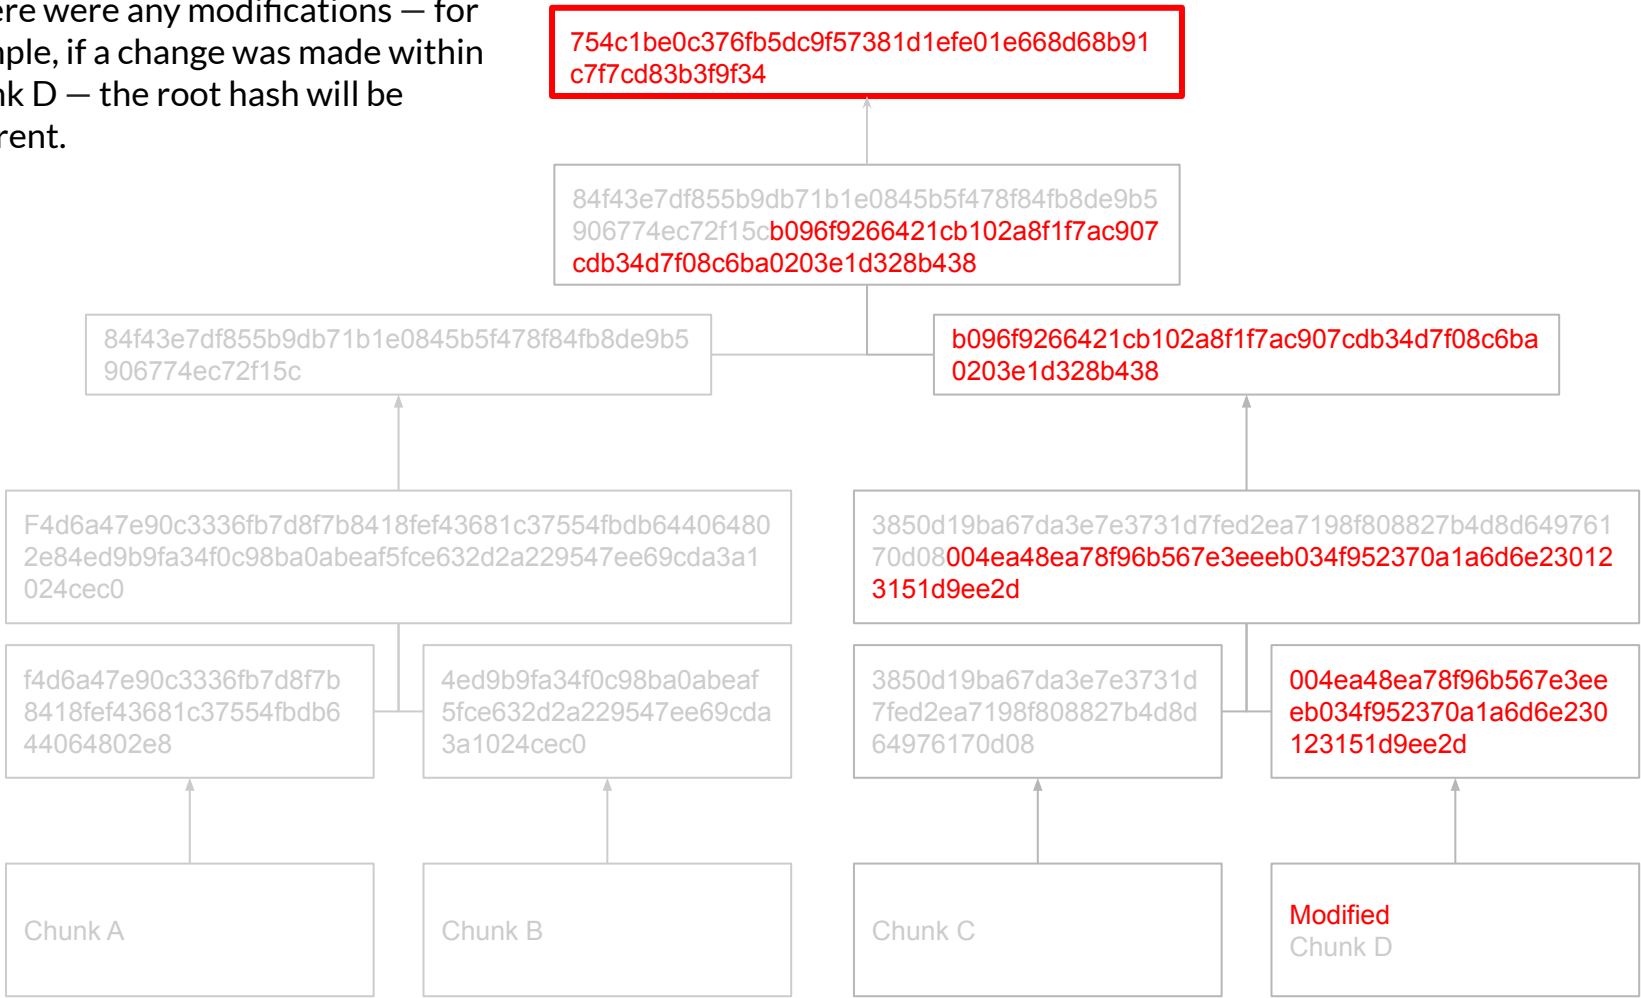 ere were any modifications — for
mple, if a change was made within
nk D — the root hash will be
rent.
754c1be0c376fb5dc9f57381d1efe01e668d68b91
c7f7cd83b3f9f34
84f43e7df855b9db71b1e0845b5f478f84fb8de9b5
906774ec72f15cb096f9266421cb102a8f1f7ac907
cdb34d7f08c6ba0203e1d328b438
84f43e7df855b9db71b1e0845b5f478f84fb8de9b5
906774ec72f15c
b096f9266421cb102a8f1f7ac907cdb34d7f08c6ba
0203e1d328b438
F4d6a47e90c3336fb7d8f7b8418fef43681c37554fbdb64406480
2e84ed9b9fa34f0c98ba0abeaf5fce632d2a229547ee69cda3a1
024cec0
3850d19ba67da3e7e3731d7fed2ea7198f808827b4d8d649761
70d08004ea48ea78f96b567e3eeeb034f952370a1a6d6e23012
3151d9ee2d
f4d6a47e90c3336fb7d8f7b
8418fef43681c37554fbdb6
44064802e8
4ed9b9fa34f0c98ba0abeaf
5fce632d2a229547ee69cda
3a1024cec0
3850d19ba67da3e7e3731d
7fed2ea7198f808827b4d8d
64976170d08
004ea48ea78f96b567e3ee
eb034f952370a1a6d6e230
123151d9ee2d
Chunk A
Chunk B
Chunk C
Modified
Chunk D